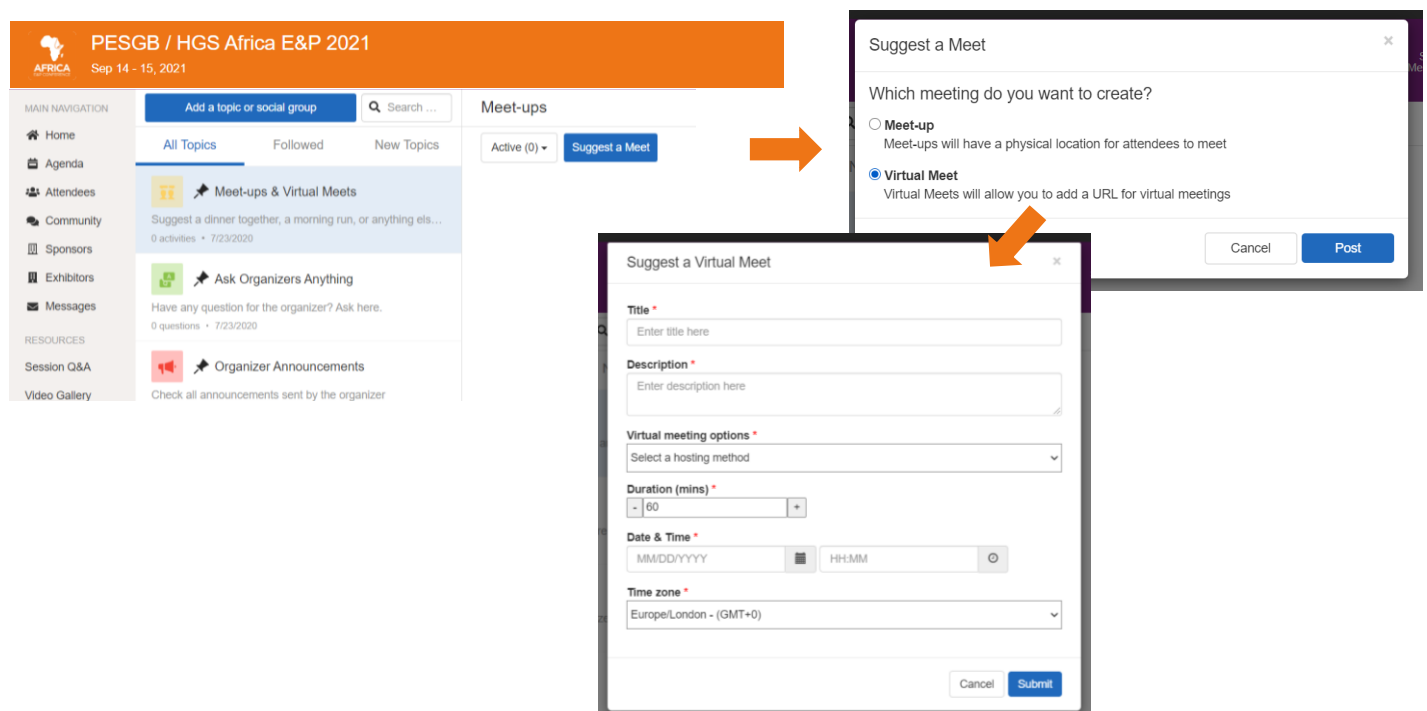 PESGB / HGS Africa E&P 2021
AFRICA
Sep 14 - 15, 2021
MAIN NAVIGATION
Home
Agenda
Attendees
Community
Sponsors
Exhibitors
Messages
RESOURCES
Session Q&A
Video Gallery
Add a topic or social group
Search ...
All Topics
Followed
New Topics
Meet-ups & Virtual Meets
Suggest a dinner together, a morning run, or anything els...
0 activities • 7/23/2020
Ask Organizers Anything
Have any question for the organizer? Ask here.
0 questions • 7/23/2020
Organizer Announcements
Check all announcements sent by the organizer
Meet-ups
Active (0)
Suggest a Meet
Suggest a Meet
×
Which meeting do you want to create?
Meet-up
Meet-ups will have a physical location for attendees to meet
Virtual Meet
Virtual Meets will allow you to add a URL for virtual meetings
Cancel
Post
Suggest a Virtual Meet
×
Title *
Enter title here
Description *
Enter description here
Virtual meeting options *
Select a hosting method
Duration (mins) *
- 60 +
Date & Time *
MM/DD/YYYY
HH:MM
Time zone *
Europe/London - (GMT+0)
Cancel
Submit